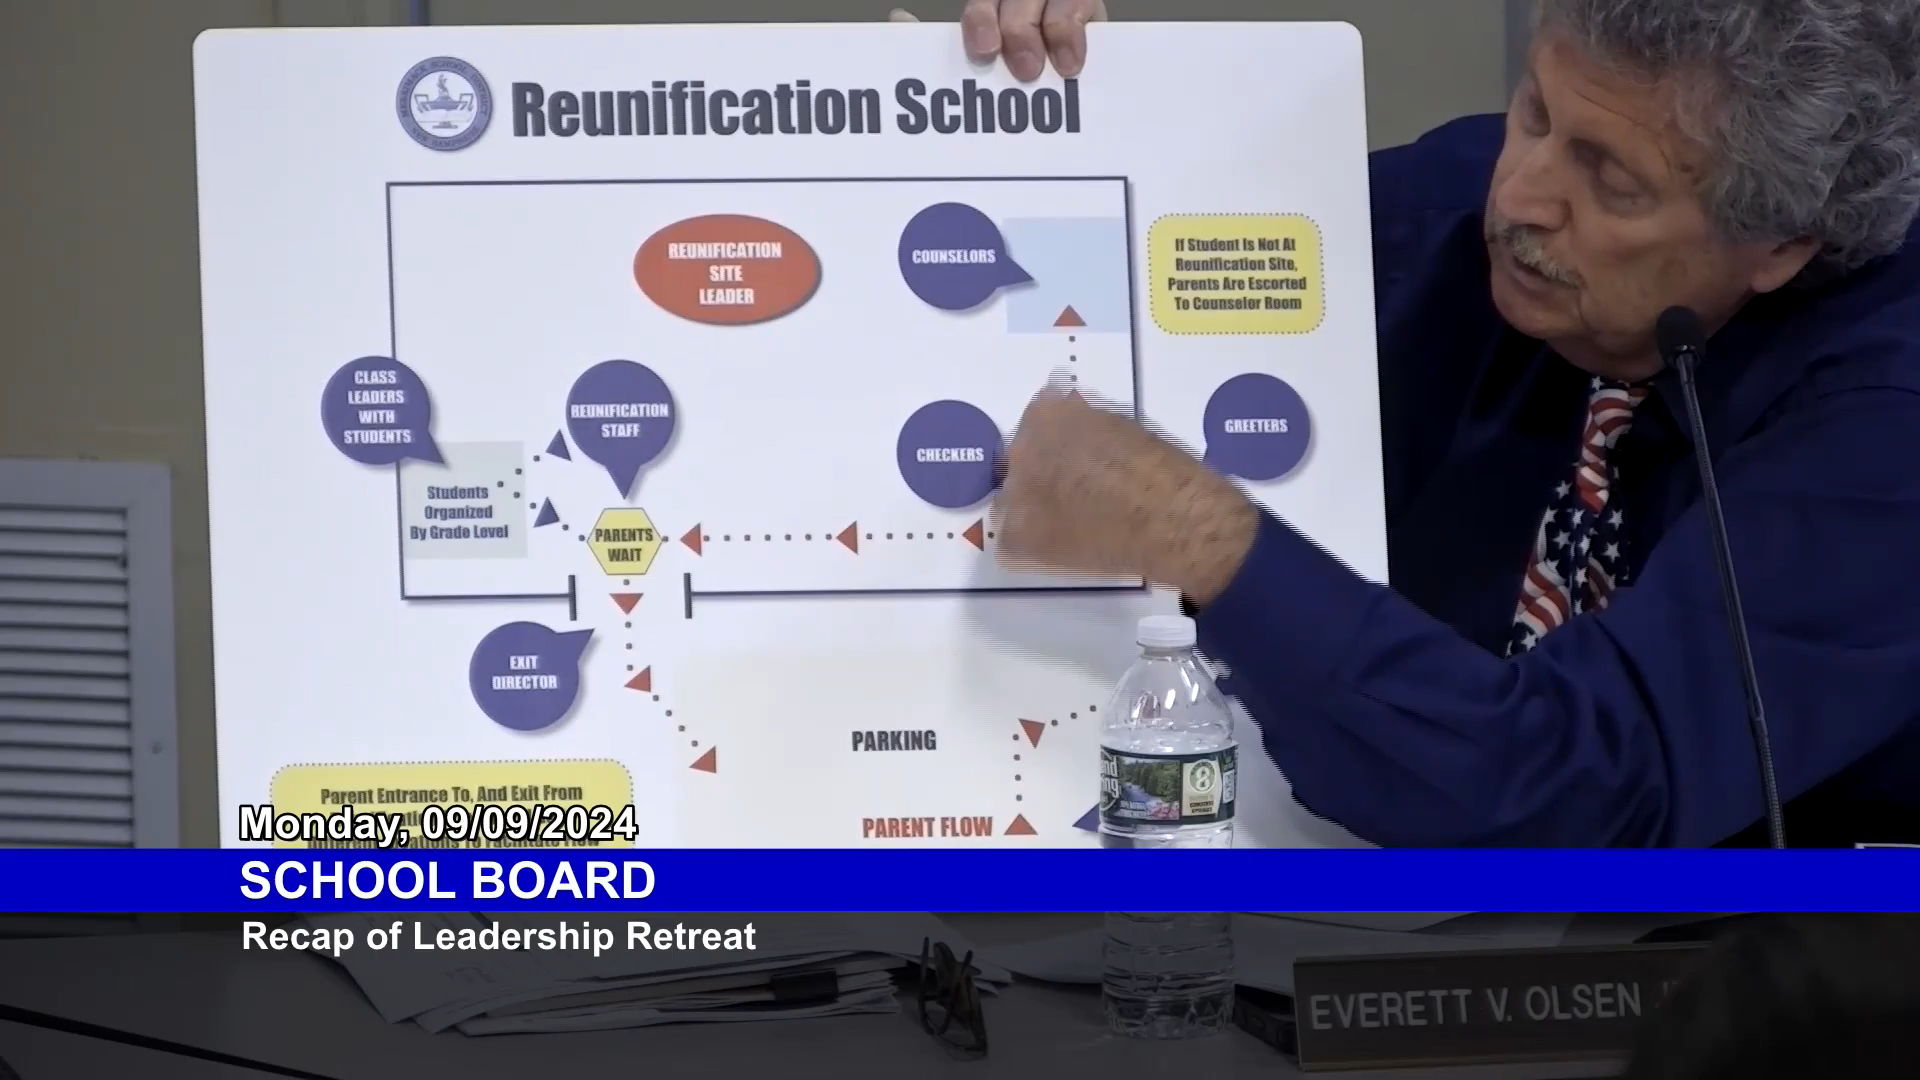 Reunification School
REUNIFICATION
SITE
LEADER
COUNSELORS
If Student Is Not At
Reunification Site,
Parents Are Escorted
To Counselor Room
CLASS
LEADERS
WITH
STUDENTS
REUNIFICATION
STAFF
CHECKERS
GREETERS
Students
Organized
By Grade Level
PARENTS
WAIT
EXIT
DIRECTOR
PARKING
PARENT FLOW
Parent Entrance To, And Exit From
Monday, 09/09/2024
SCHOOL BOARD
Recap of Leadership Retreat
EVERETT V. OLSEN